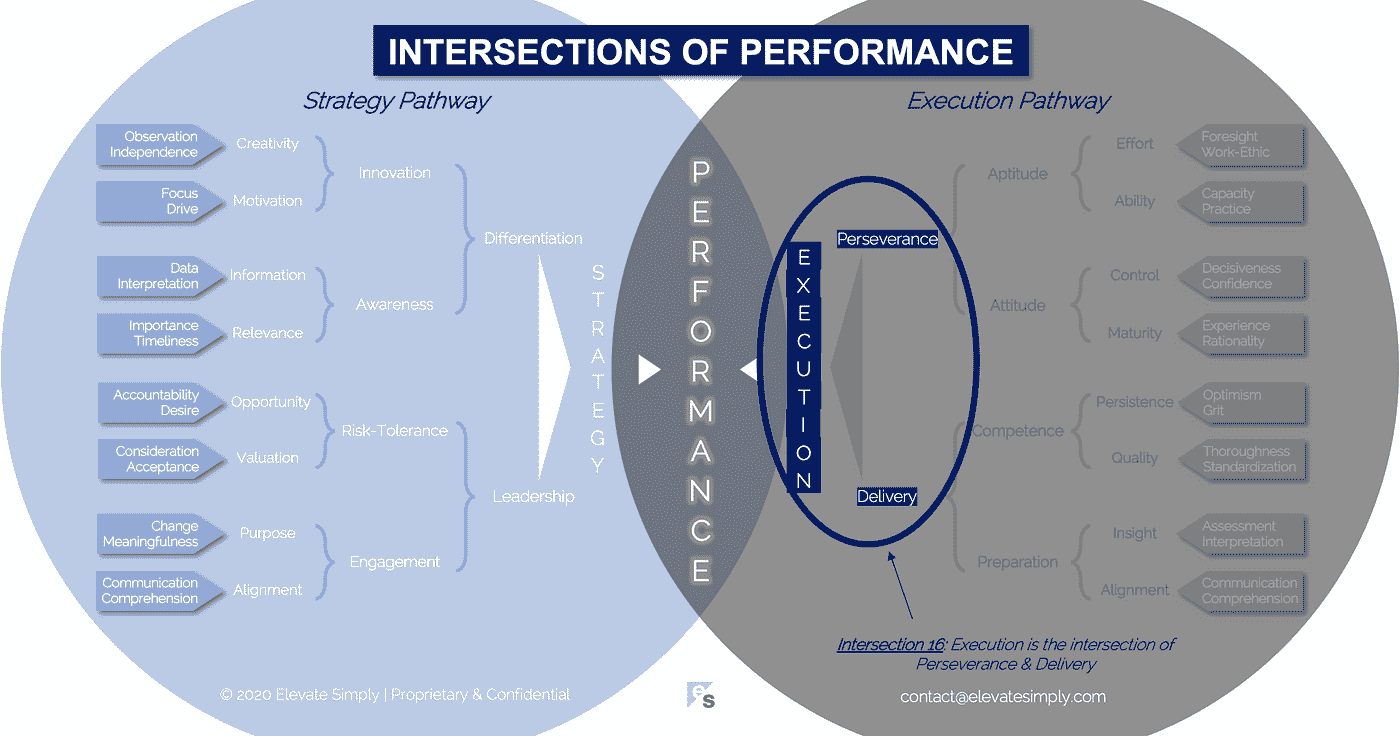 INTERSECTIONS OF PERFORMANCE
Strategy Pathway
Observation
Independence
Creativity
Focus
Drive
Motivation
Innovation
Data
Interpretation
Information
Importance
Timeliness
Relevance
Awareness
Differentiation
Accountability
Desire
Opportunity
Consideration
Acceptance
Valuation
Risk-Tolerance
Change
Meaningfulness
Purpose
Communication
Comprehension
Alignment
Engagement
Leadership
STRATEGY
PERFORMANCE
EXECUTION
Execution Pathway
Perseverance
Delivery
Aptitude
Effort
Foresight
Work-Ethic
Ability
Capacity
Practice
Attitude
Control
Decisiveness
Confidence
Maturity
Experience
Rationality
Competence
Persistence
Optimism
Grit
Quality
Thoroughness
Standardization
Preparation
Insight
Assessment
Interpretation
Alignment
Communication
Comprehension
Intersection 16: Execution is the intersection of
Perseverance & Delivery
© 2020 Elevate Simply | Proprietary & Confidential
es
contact@elevatesimply.com